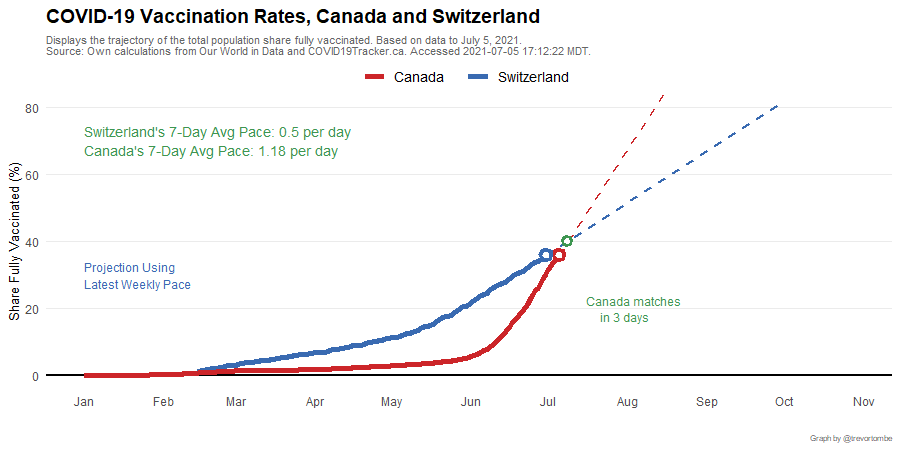 COVID-19 Vaccination Rates, Canada and Switzerland
Displays the trajectory of the total population share fully vaccinated. Based on data to July 5, 2021.
Source: Own calculations from Our World in Data and COVID19Tracker.ca. Accessed 2021-07-05 17:12:22 MDT.
Canada Switzerland
Share Fully Vaccinated (%)
80
60
40
20
0
Switzerland's 7-Day Avg Pace: 0.5 per day
Canada's 7-Day Avg Pace: 1.18 per day
Projection Using
Latest Weekly Pace
Canada matches
in 3 days
Jan Feb Mar Apr May Jun Jul Aug Sep Oct Nov
Graph by @trevortombe